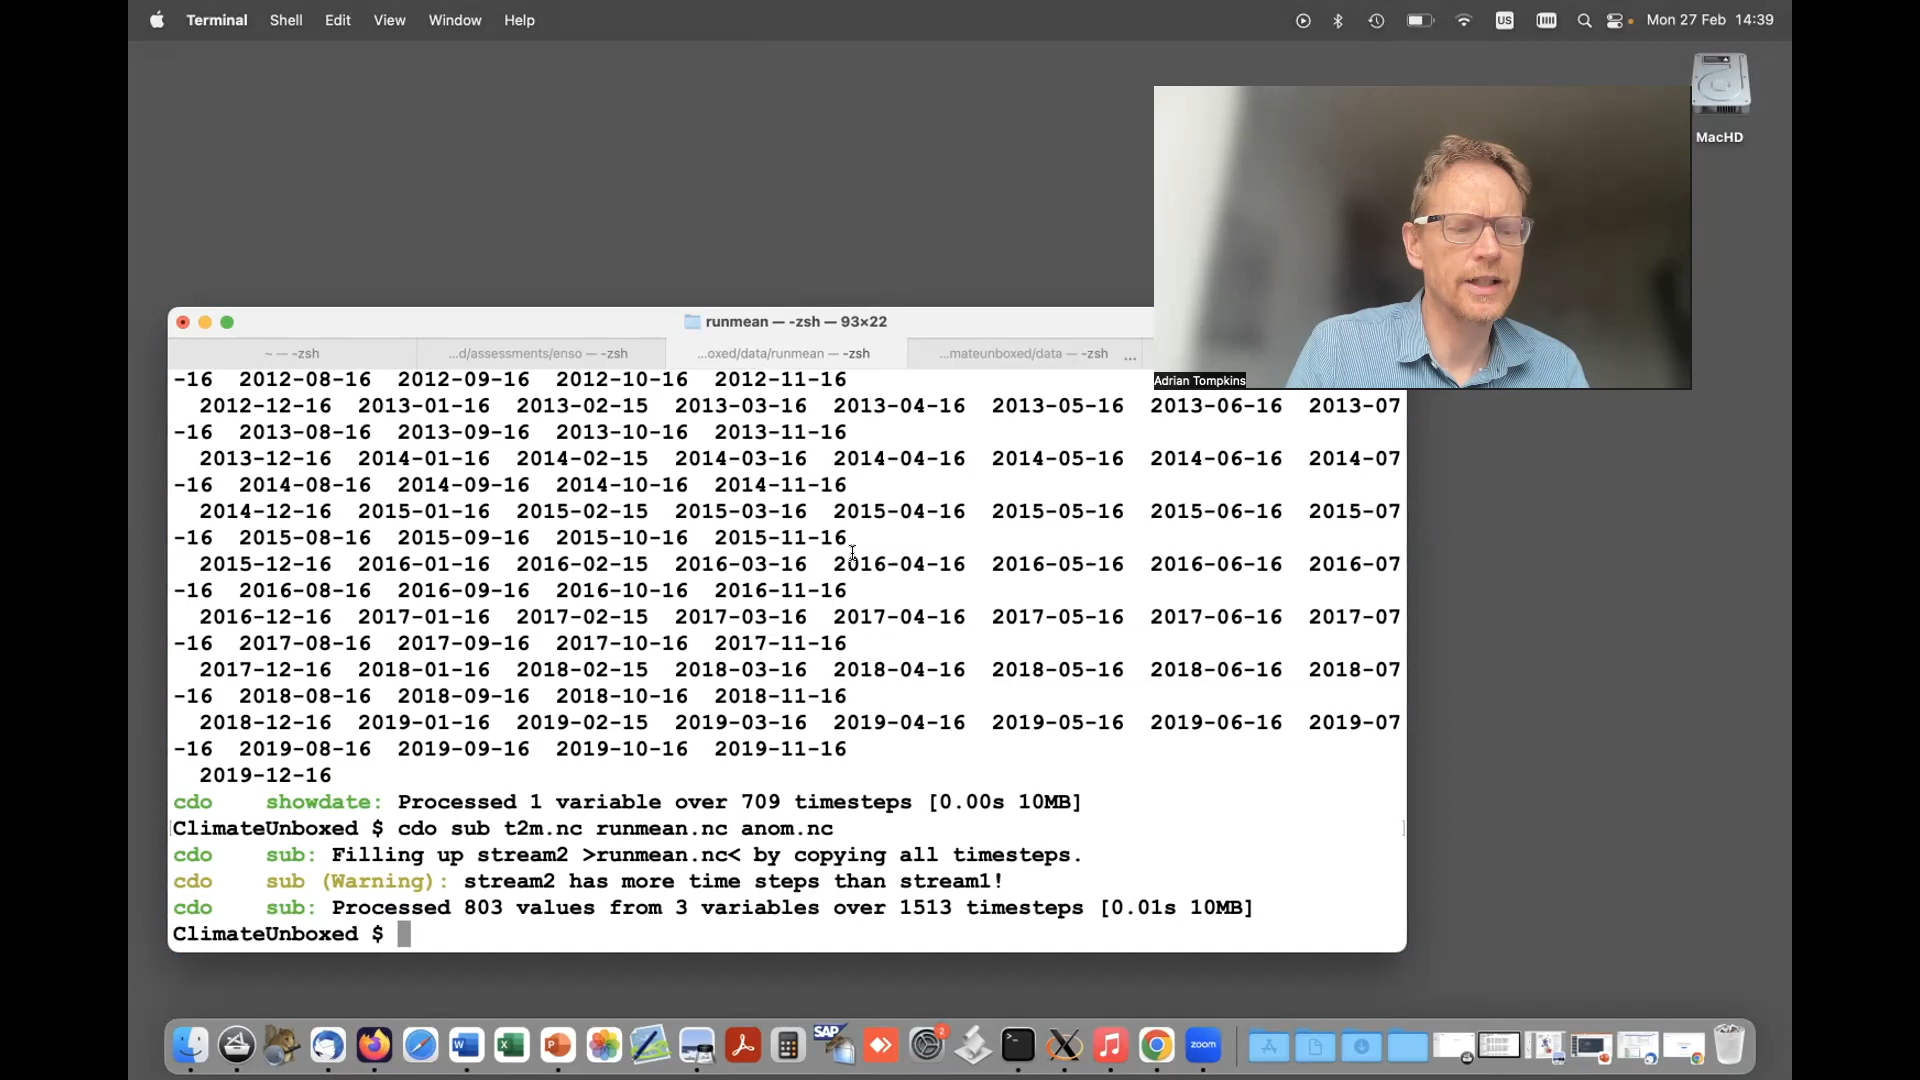 Terminal Shell Edit View Window Help US Mon 27 Feb 14:39
MacHD
Adrian Tompkins
runmean — -zsh — 93×22
~ — -zsh ...d/assessments/enso — -zsh ...oxed/data/runmean — -zsh ...mateunboxed/data — -zsh ...
-16 2012-08-16 2012-09-16 2012-10-16 2012-11-16
2012-12-16 2013-01-16 2013-02-15 2013-03-16 2013-04-16 2013-05-16 2013-06-16 2013-07
-16 2013-08-16 2013-09-16 2013-10-16 2013-11-16
2013-12-16 2014-01-16 2014-02-15 2014-03-16 2014-04-16 2014-05-16 2014-06-16 2014-07
-16 2014-08-16 2014-09-16 2014-10-16 2014-11-16
2014-12-16 2015-01-16 2015-02-15 2015-03-16 2015-04-16 2015-05-16 2015-06-16 2015-07
-16 2015-08-16 2015-09-16 2015-10-16 2015-11-16
2015-12-16 2016-01-16 2016-02-15 2016-03-16 2016-04-16 2016-05-16 2016-06-16 2016-07
-16 2016-08-16 2016-09-16 2016-10-16 2016-11-16
2016-12-16 2017-01-16 2017-02-15 2017-03-16 2017-04-16 2017-05-16 2017-06-16 2017-07
-16 2017-08-16 2017-09-16 2017-10-16 2017-11-16
2017-12-16 2018-01-16 2018-02-15 2018-03-16 2018-04-16 2018-05-16 2018-06-16 2018-07
-16 2018-08-16 2018-09-16 2018-10-16 2018-11-16
2018-12-16 2019-01-16 2019-02-15 2019-03-16 2019-04-16 2019-05-16 2019-06-16 2019-07
-16 2019-08-16 2019-09-16 2019-10-16 2019-11-16
2019-12-16
cdo showdate: Processed 1 variable over 709 timesteps [0.00s 10MB]
[ClimateUnboxed $ cdo sub t2m.nc runmean.nc anom.nc ]
cdo sub: Filling up stream2 >runmean.nc< by copying all timesteps.
cdo sub (Warning): stream2 has more time steps than stream1!
cdo sub: Processed 803 values from 3 variables over 1513 timesteps [0.01s 10MB]
ClimateUnboxed $
SAP 2 zoom